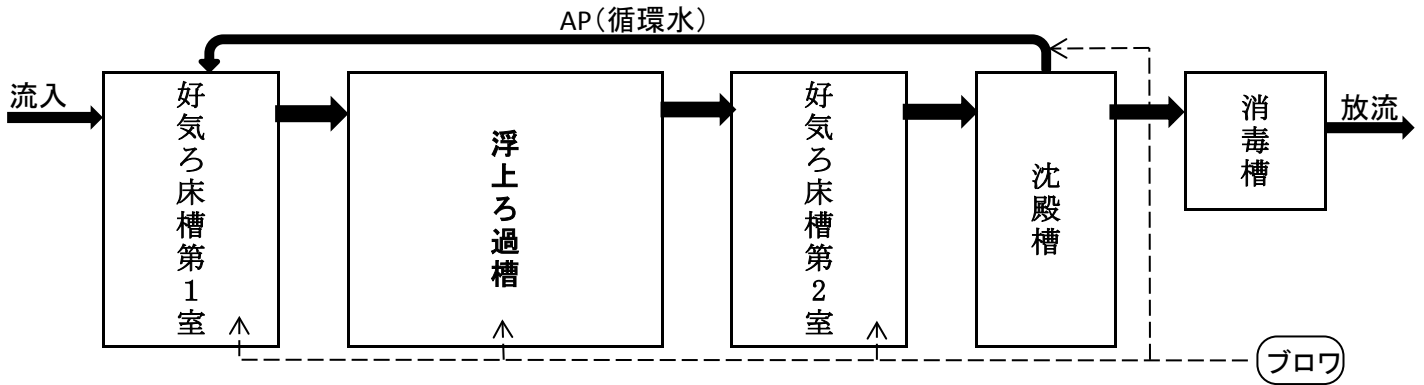 AP（循環水）
流入
好気ろ床槽第1室
浮上ろ過槽
好気ろ床槽第2室
沈殿槽
消毒槽
放流
ブロワ